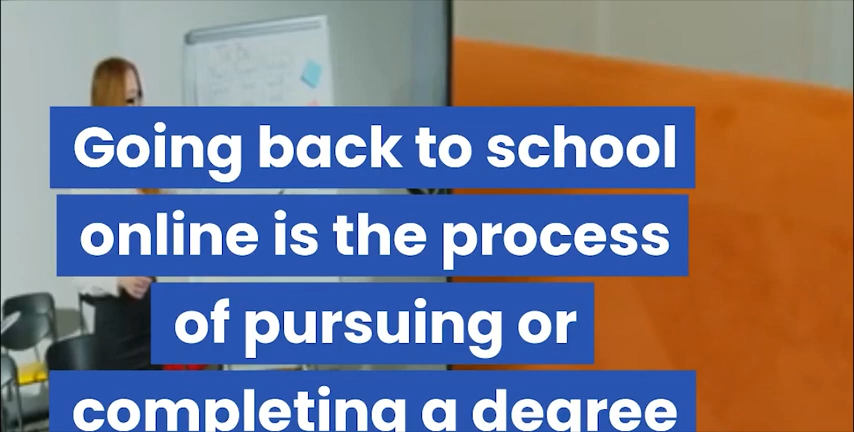 Going back to school
online is the process
of pursuing or
completing a degree